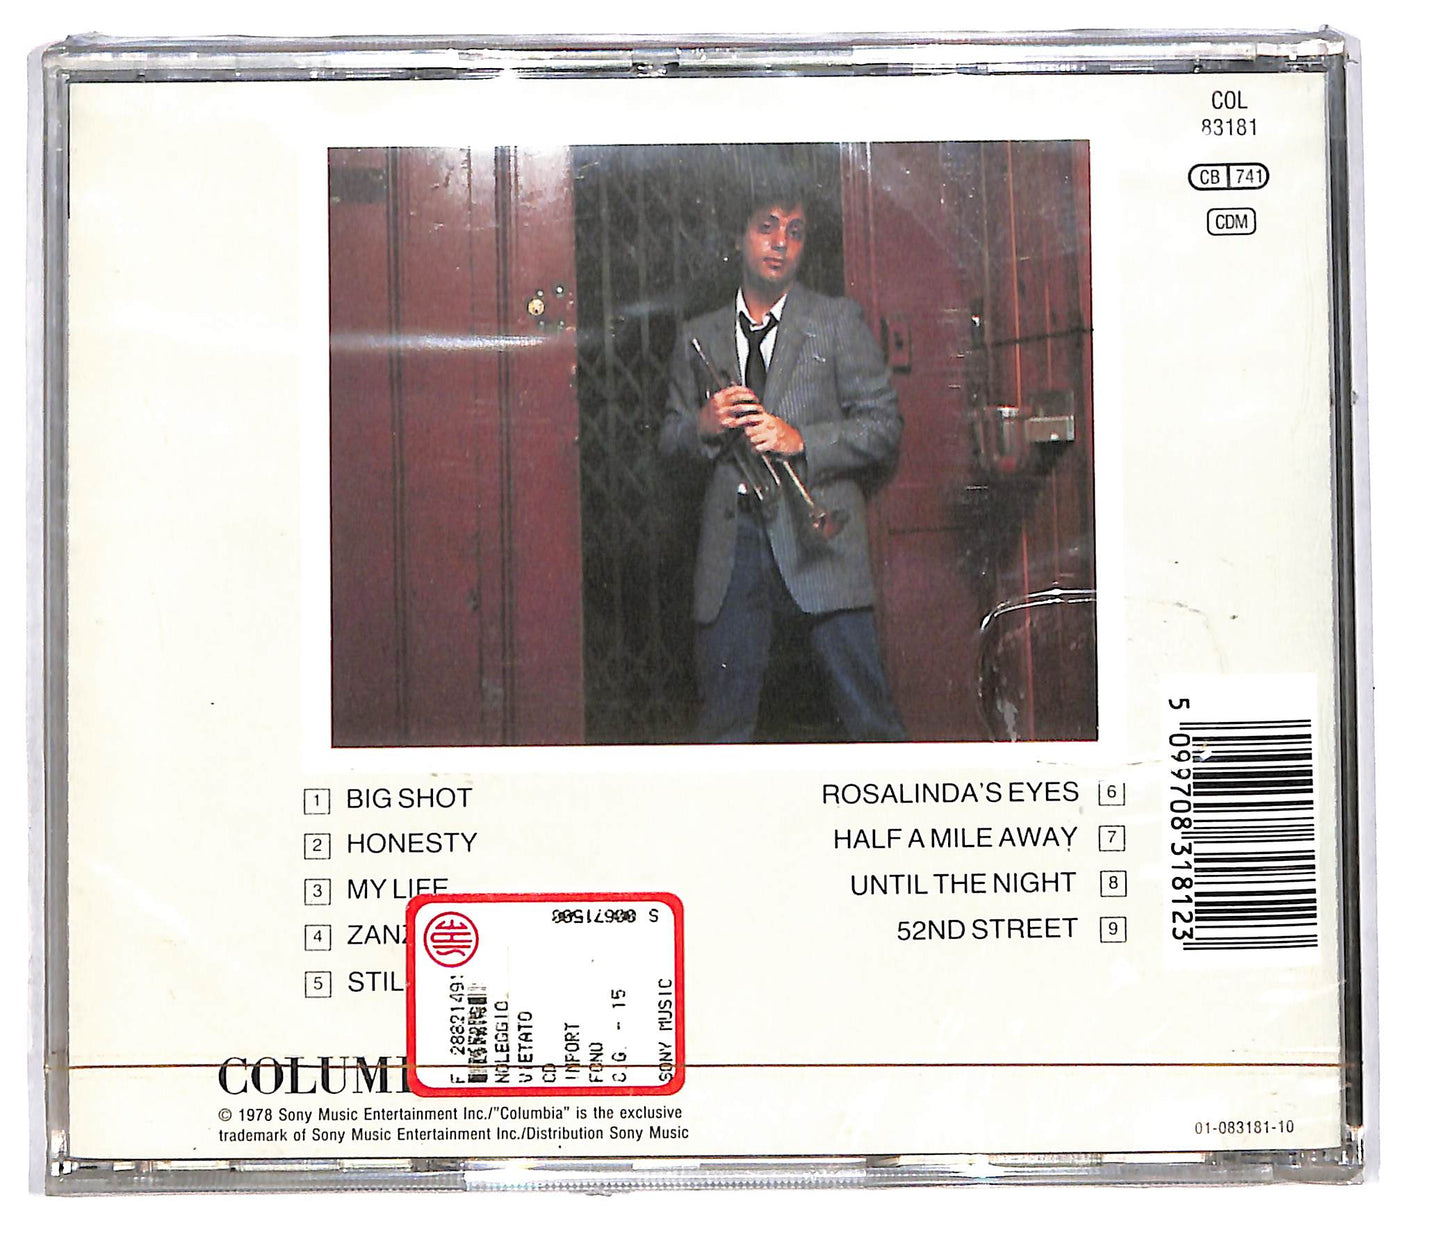 COL
83181
CB 741
CDM
1 BIG SHOT
2 HONESTY
3 MY LIFE
4 ZANZ
5 STIL
ROSALINDA'S EYES 6
HALF A MILE AWAY 7
UNTIL THE NIGHT 8
52ND STREET 9
5 099708 318123
S
NOLEGGIO
VIETATO
CD
IMPORT
FONO
- 15
SONY MUSIC
COLUM
© 1978 Sony Music Entertainment Inc./"Columbia" is the exclusive
trademark of Sony Music Entertainment Inc./Distribution Sony Music
01-083181-10